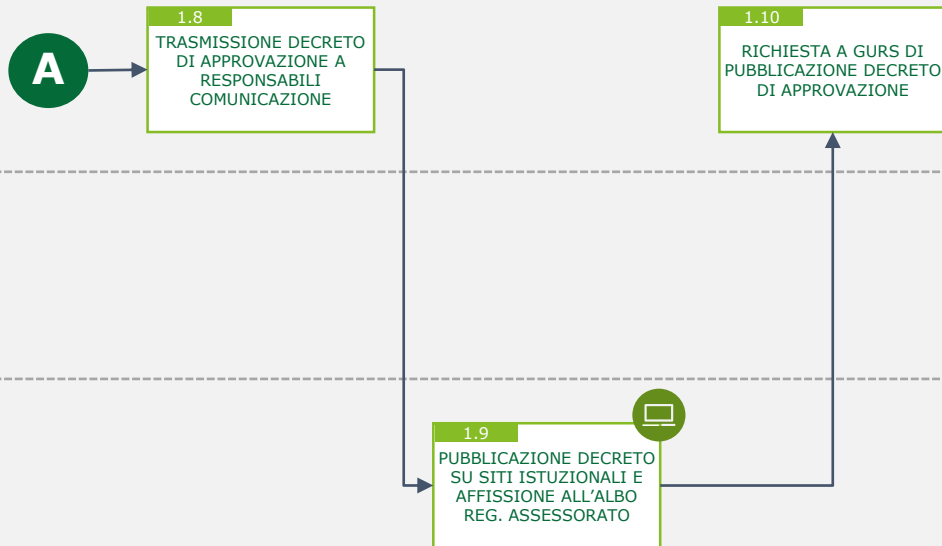 A
1.8
TRASMISSIONE DECRETO
DI APPROVAZIONE A
RESPONSABILI
COMUNICAZIONE
1.10
RICHIESTA A GURS DI
PUBBLICAZIONE DECRETO
DI APPROVAZIONE
1.9
PUBBLICAZIONE DECRETO
SU SITI ISTUZIONALI E
AFFISSIONE ALL’ALBO
REG. ASSESSORATO